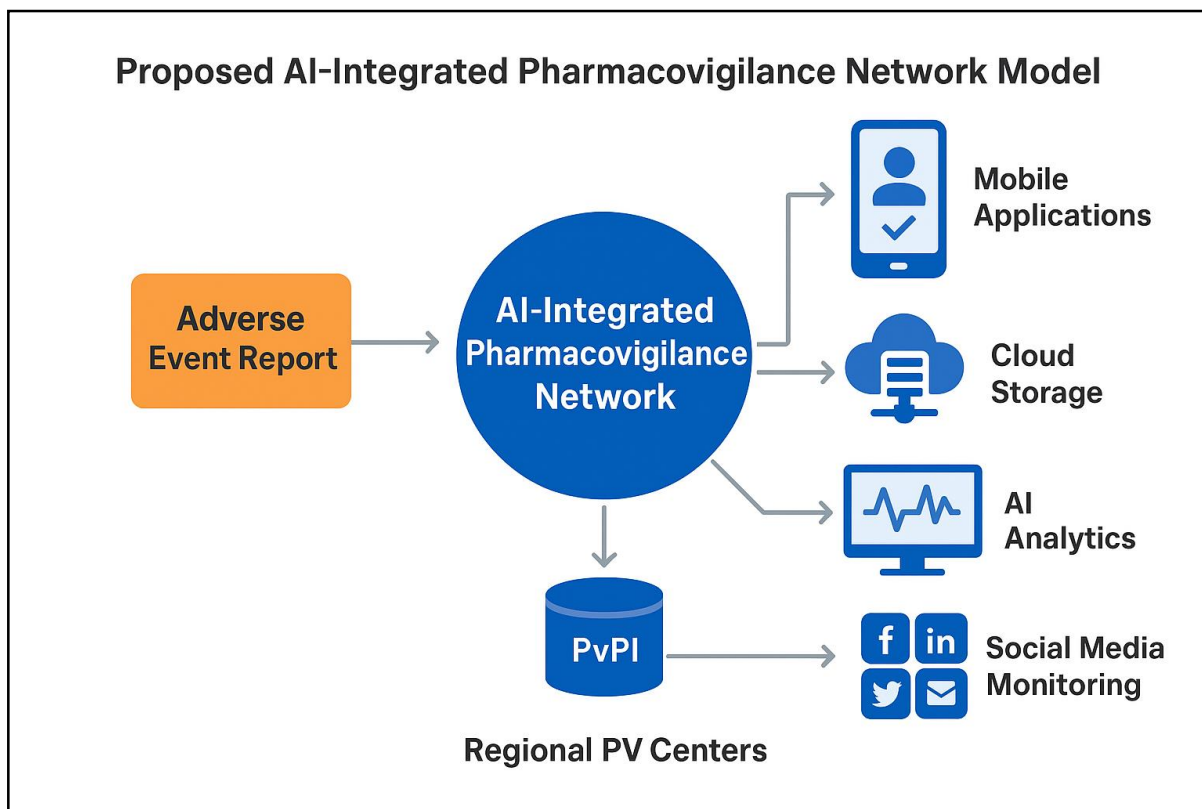 Proposed AI-Integrated Pharmacovigilance Network Model
Adverse
Event Report
AI-Integrated
Pharmacovigilance
Network
Mobile
Applications
Cloud
Storage
AI
Analytics
PvPI
Regional PV Centers
f
in
Social Media
Monitoring